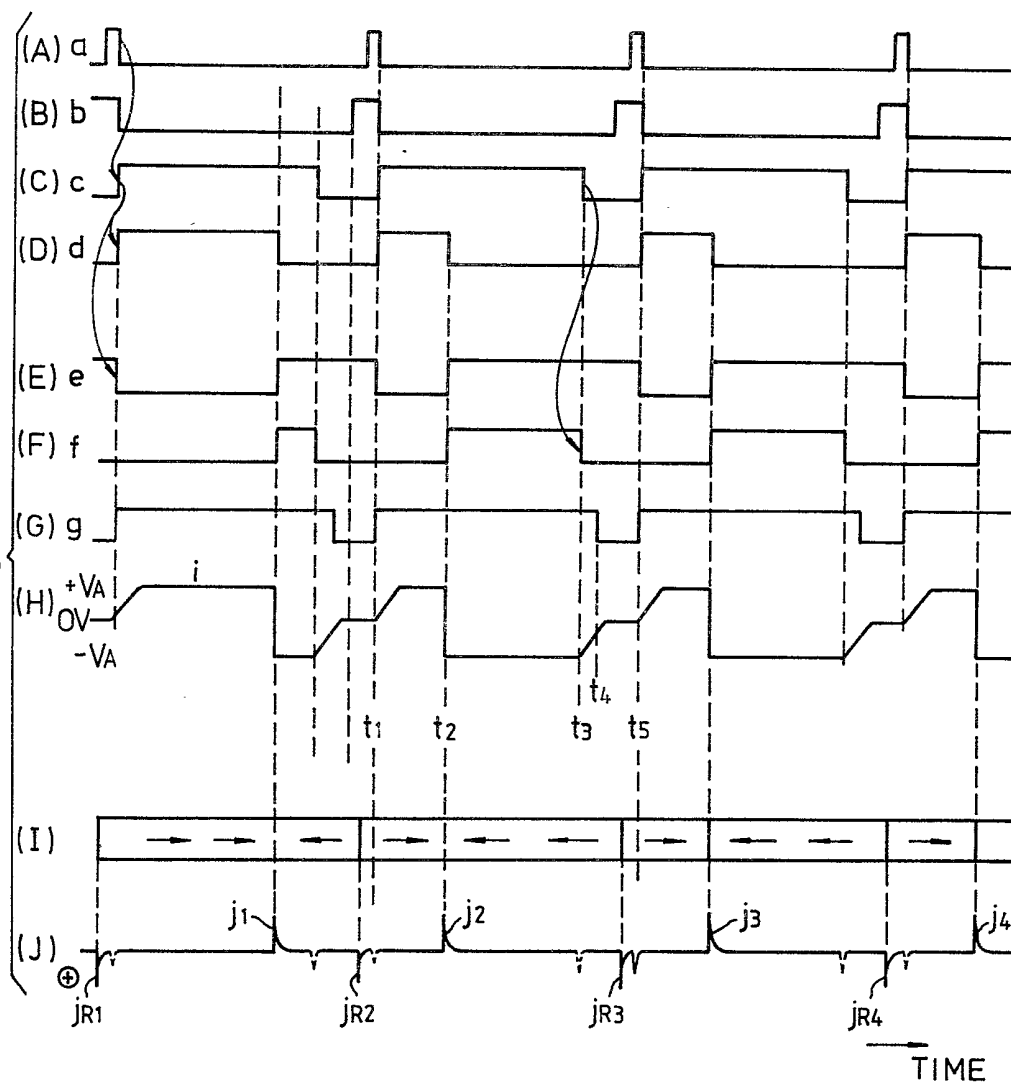 (A) a
(B) b
(C) c
(D) d
(E) e
(F) f
(G) g
(H) +VA i
0V
-VA
t4
t1 t2 t3 t5
(I)
j1 j2 j3 j4
(J)
⊕
jR1 jR2 jR3 jR4
TIME